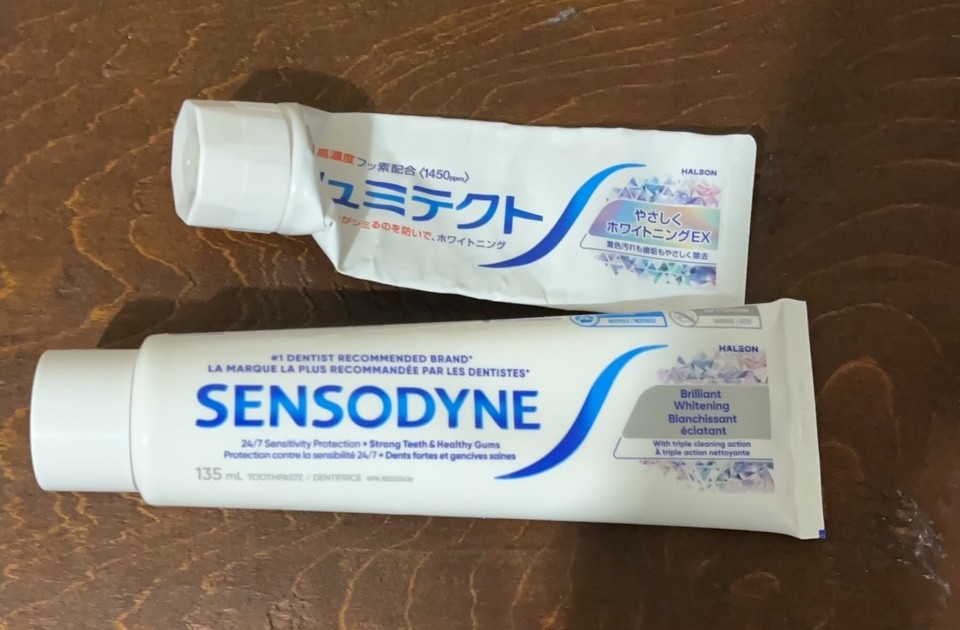 高濃度フッ素配合〈1450ppm〉
ュミテクト
がシミるのを防いで、ホワイトニング
HALEON
やさしく
ホワイトニングEX
着色汚れも歯垢もやさしく除去
#1 DENTIST RECOMMENDED BRAND*
LA MARQUE LA PLUS RECOMMANDÉE PAR LES DENTISTES*
SENSODYNE
24/7 Sensitivity Protection • Strong Teeth & Healthy Gums
Protection contre la sensibilité 24/7 • Dents fortes et gencives saines
135 mL TOOTHPASTE / DENTIFRICE
HALEON
Brilliant
Whitening
Blanchissant
éclatant
With triple cleaning action
À triple action nettoyante